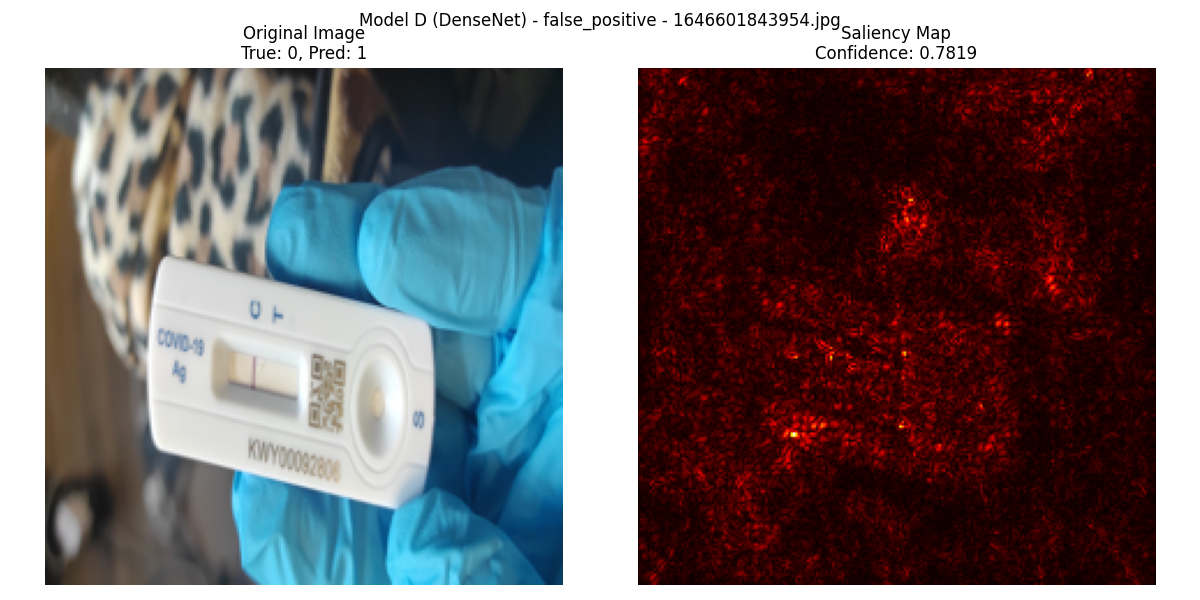 Model D (DenseNet) - false_positive - 1646601843954.jpg
Original Image
True: 0, Pred: 1
Saliency Map
Confidence: 0.7819
C
T
COVID-19
Ag
S
KWY00092806